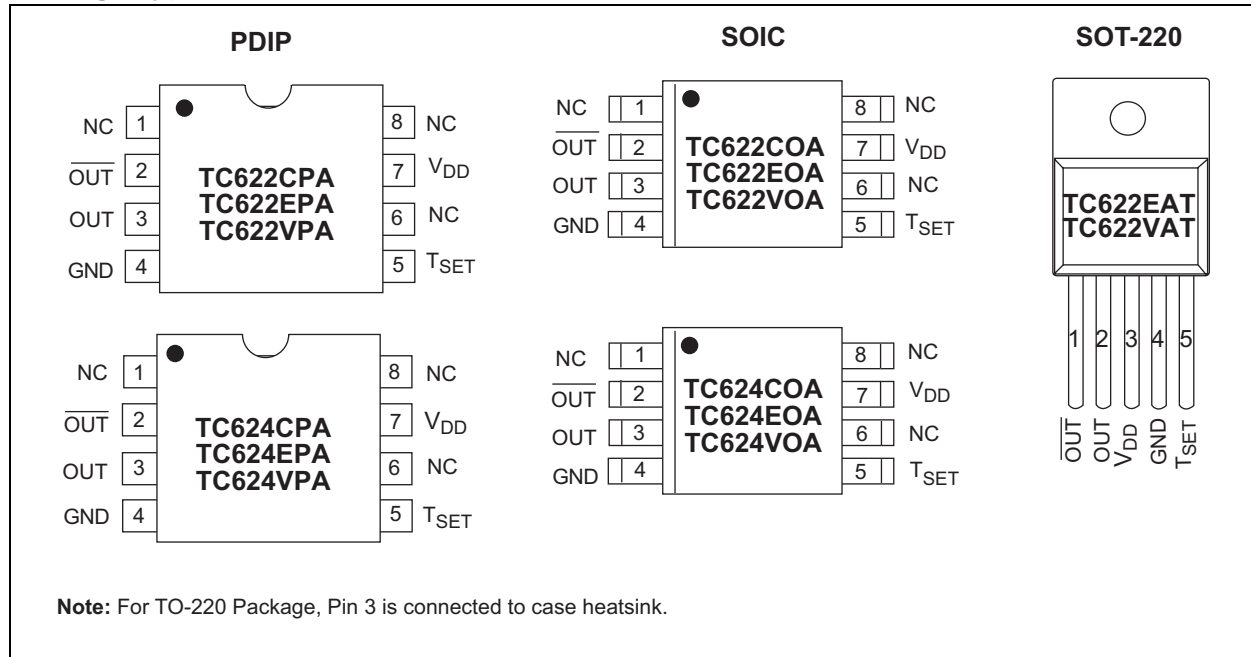 PDIP
NC 1
8 NC
O̅U̅T̅ 2
7 VDD
OUT 3
6 NC
GND 4
5 TSET
TC622CPA
TC622EPA
TC622VPA
SOIC
NC 1
8 NC
O̅U̅T̅ 2
7 VDD
OUT 3
6 NC
GND 4
5 TSET
TC622COA
TC622EOA
TC622VOA
SOT-220
TC622EAT
TC622VAT
1 2 3 4 5
O̅U̅T̅
OUT
VDD
GND
TSET
NC 1
8 NC
O̅U̅T̅ 2
7 VDD
OUT 3
6 NC
GND 4
5 TSET
TC624CPA
TC624EPA
TC624VPA
NC 1
8 NC
O̅U̅T̅ 2
7 VDD
OUT 3
6 NC
GND 4
5 TSET
TC624COA
TC624EOA
TC624VOA
Note: For TO-220 Package, Pin 3 is connected to case heatsink.